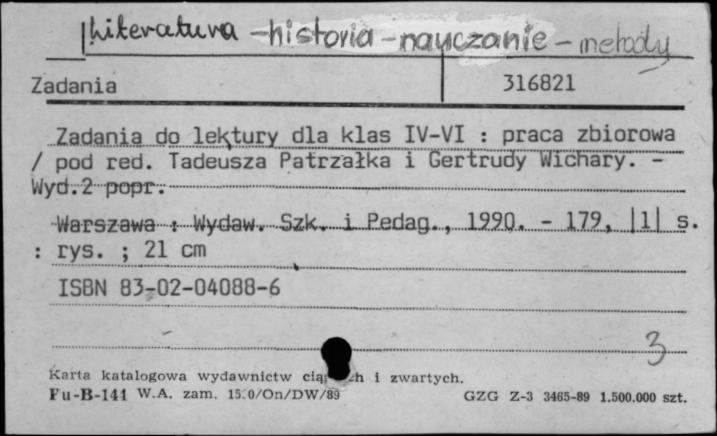 Literatura - historia - nauczanie - metody
Zadania 316821
Zadania do lektury dla klas IV-VI : praca zbiorowa
/ pod red. Tadeusza Patrzałka i Gertrudy Wichary. -
Wyd.2 popr.
Warszawa : Wydaw. Szk. i Pedag., 1990. - 179, |1| s.
: rys. ; 21 cm
ISBN 83-02-04088-6
3
Karta katalogowa wydawnictw i zwartych.
Fu-B-141 W.A. zam. 15.0/On/DW/89 GZG Z-3 3465-89 1.500.000 szt.